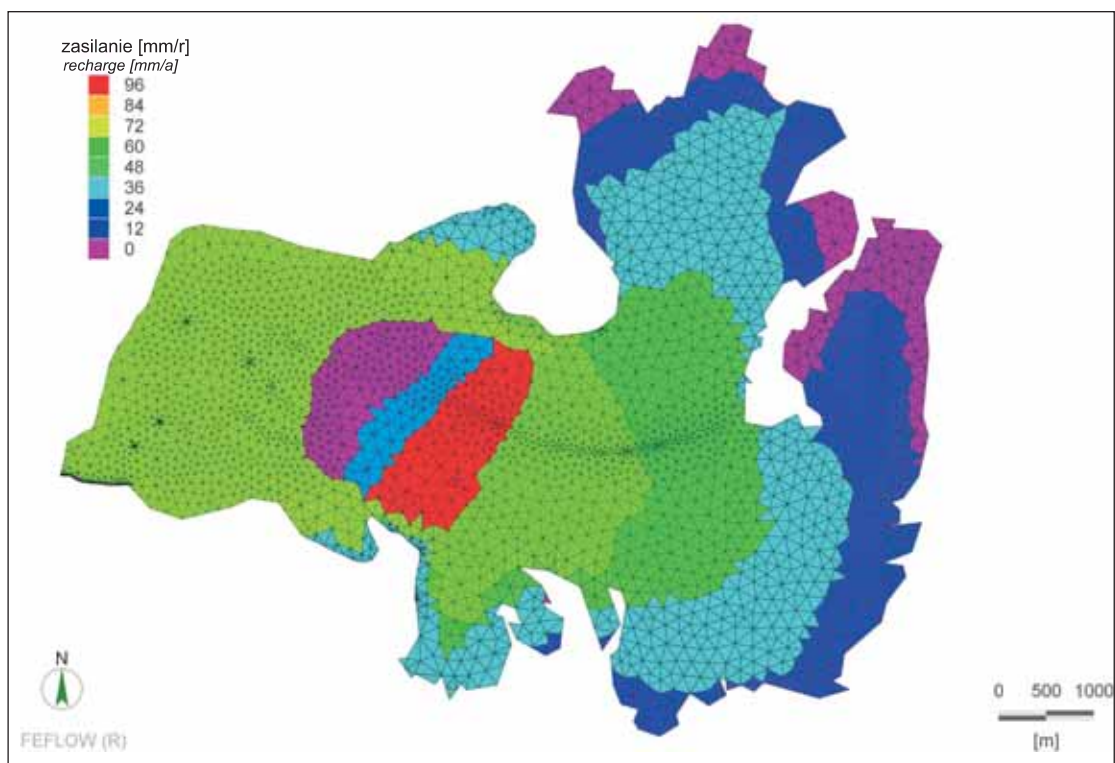 zasilanie [mm/r]
recharge [mm/a]
96
84
72
60
48
36
24
12
0
N
FEFLOW (R)
0 500 1000
[m]